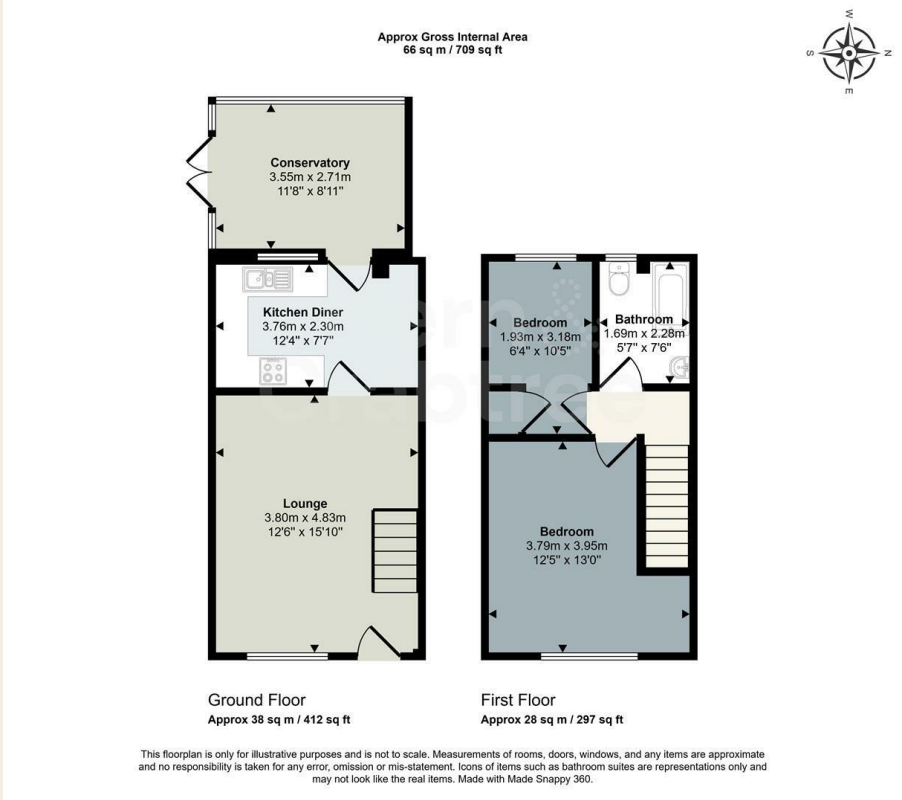 Approx Gross Internal Area
66 sq m / 709 sq ft
W
S
N
E
Conservatory
3.55m x 2.71m
11'8" x 8'11"
Kitchen Diner
3.76m x 2.30m
12'4" x 7'7"
Bedroom
1.93m x 3.18m
6'4" x 10'5"
Bathroom
1.69m x 2.28m
5'7" x 7'6"
Lounge
3.80m x 4.83m
12'6" x 15'10"
Bedroom
3.79m x 3.95m
12'5" x 13'0"
Ground Floor
Approx 38 sq m / 412 sq ft
First Floor
Approx 28 sq m / 297 sq ft
This floorplan is only for illustrative purposes and is not to scale. Measurements of rooms, doors, windows, and any items are approximate
and no responsibility is taken for any error, omission or mis-statement. Icons of items such as bathroom suites are representations only and
may not look like the real items. Made with Made Snappy 360.